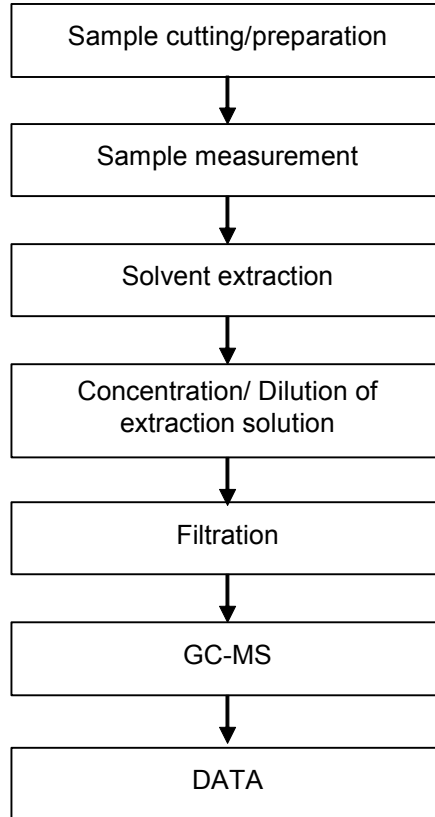 Sample cutting/preparation
Sample measurement
Solvent extraction
Concentration/ Dilution of
extraction solution
Filtration
GC-MS
DATA